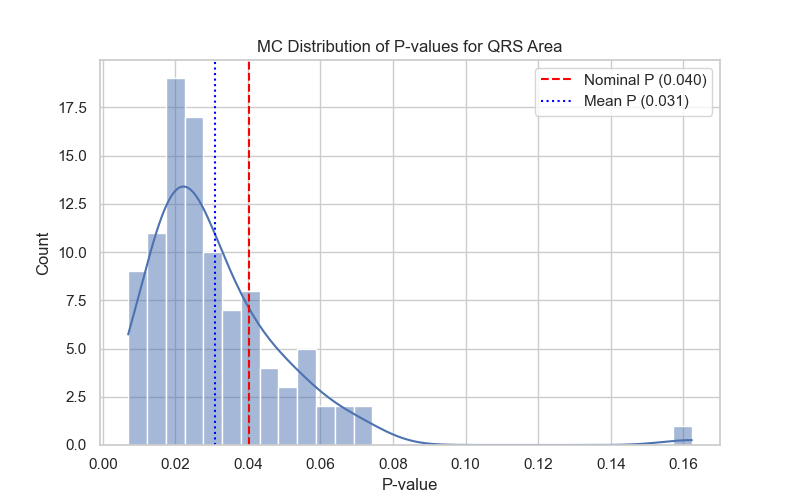 MC Distribution of P-values for QRS Area
Nominal P (0.040)
Mean P (0.031)
Count
17.5
15.0
12.5
10.0
7.5
5.0
2.5
0.0
0.00 0.02 0.04 0.06 0.08 0.10 0.12 0.14 0.16
P-value